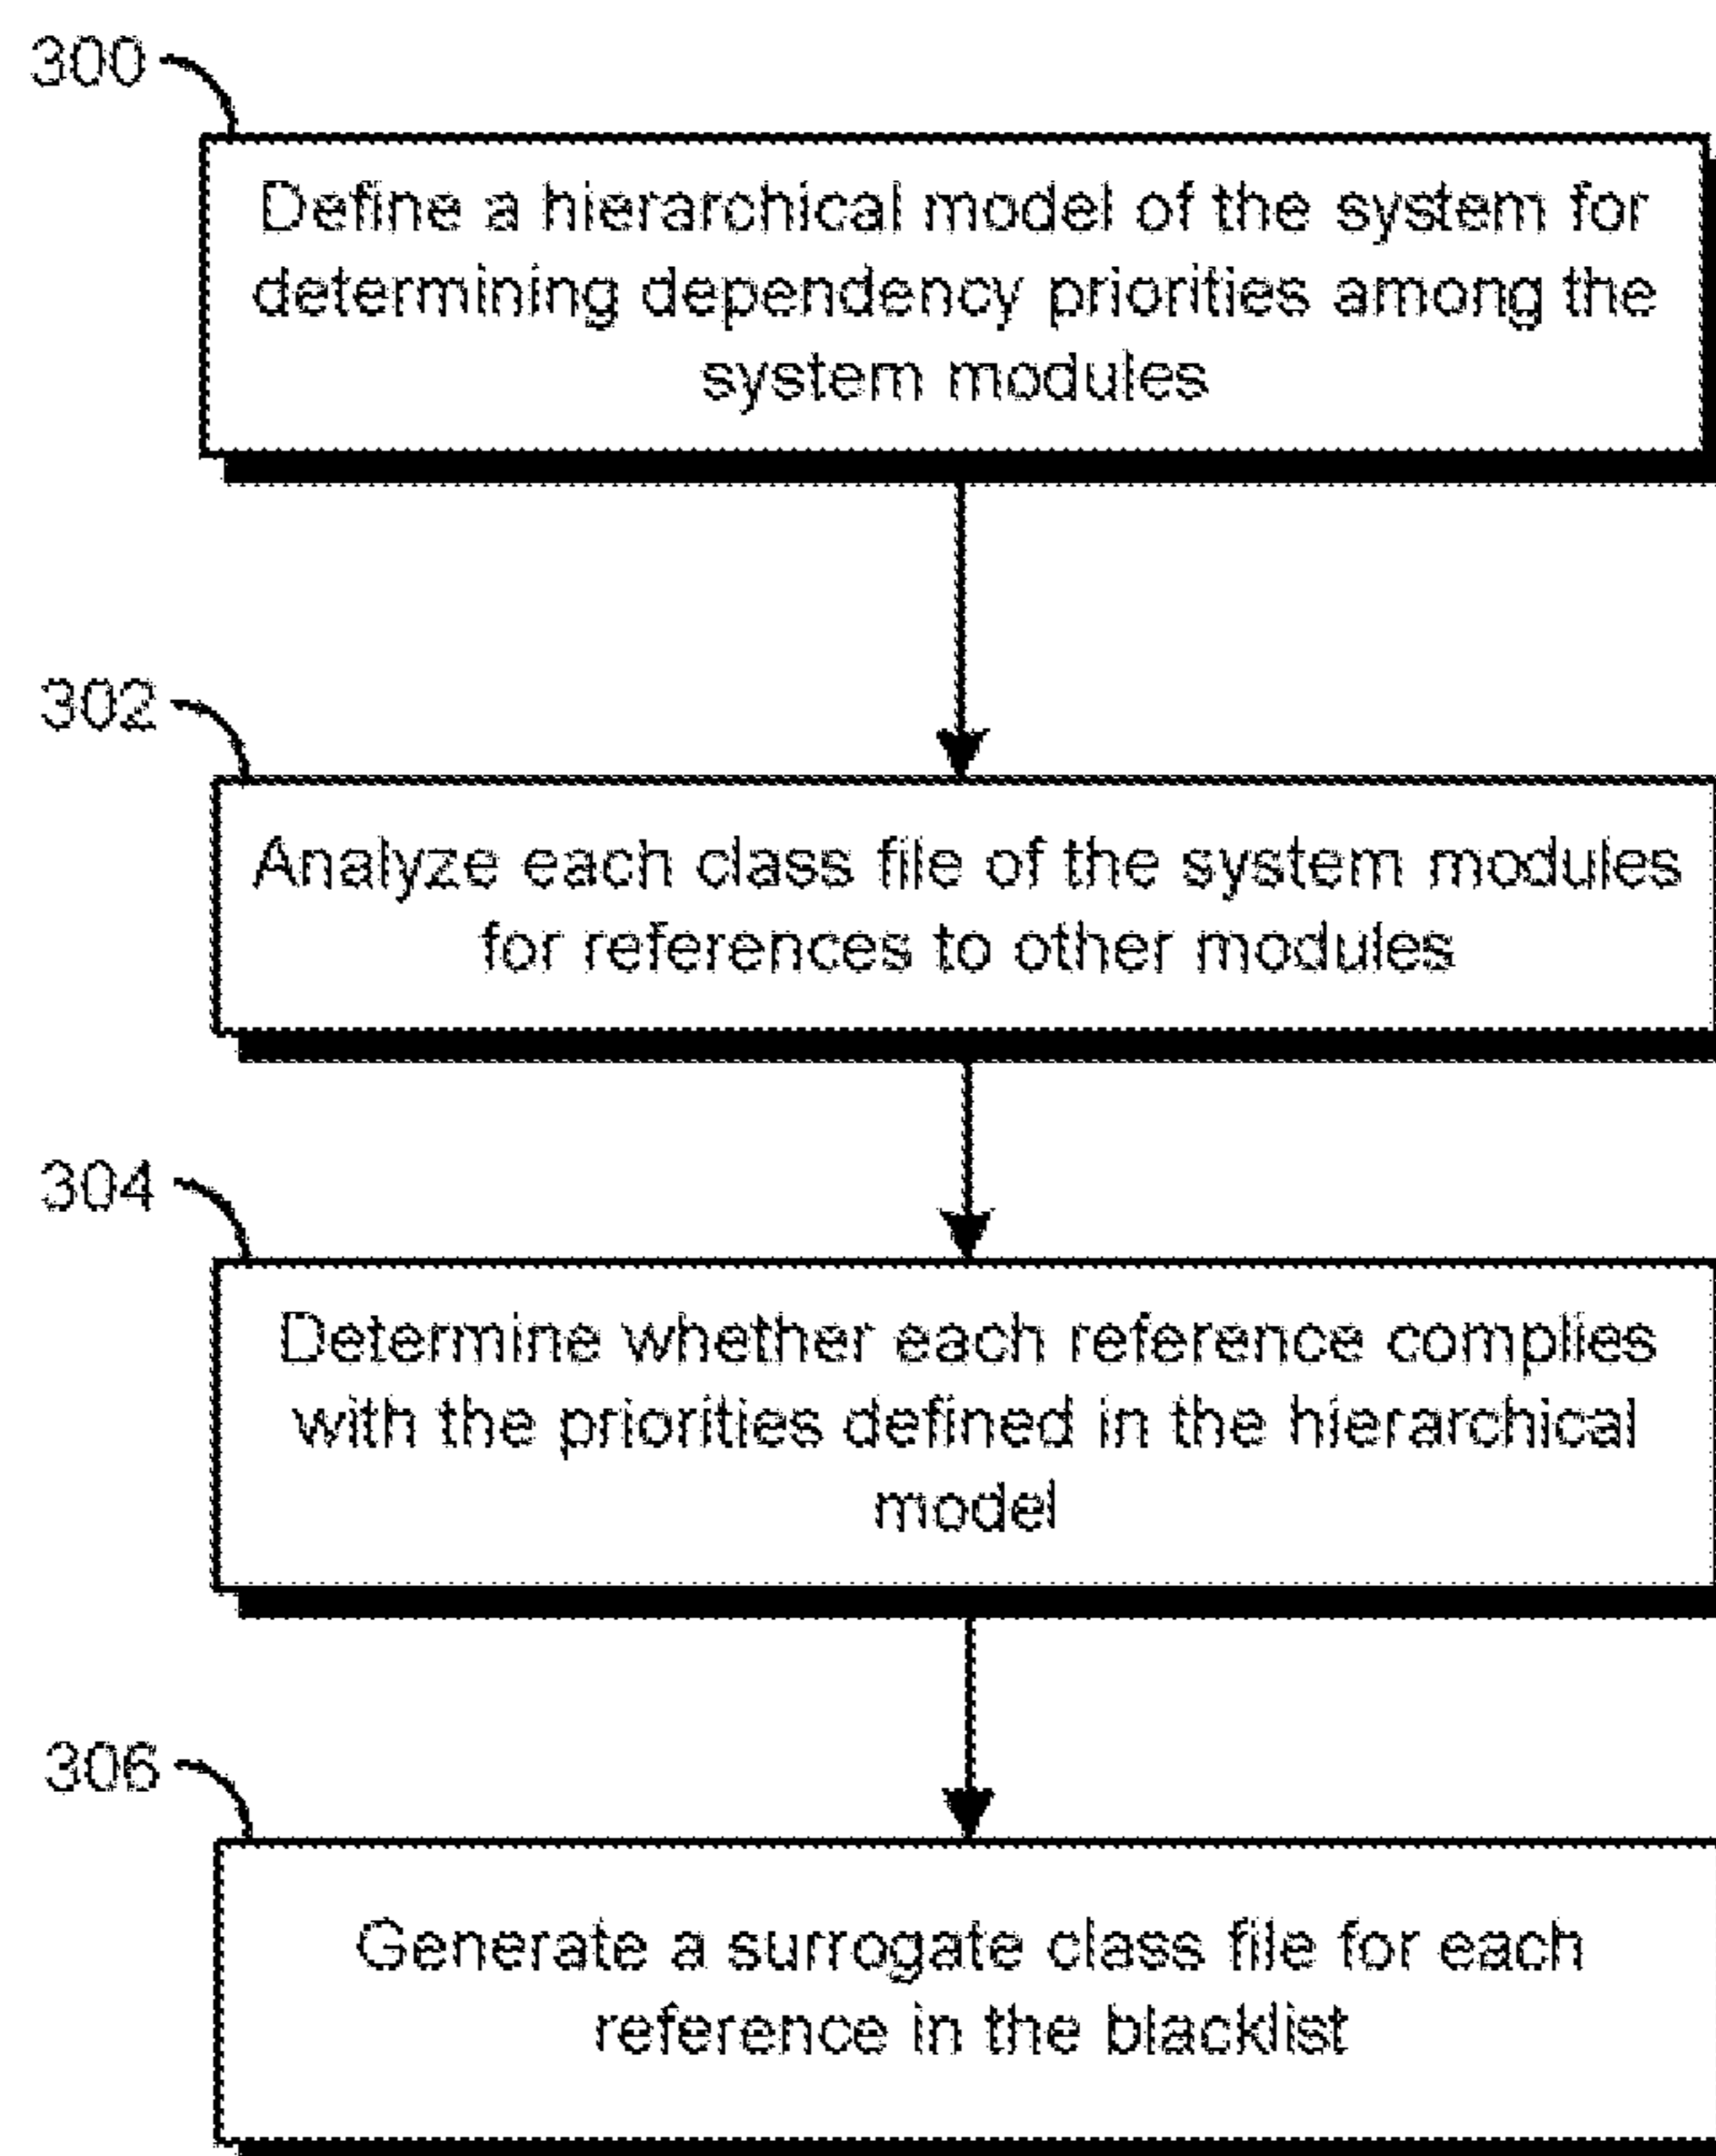 300
Define a hierarchical model of the system for
determining dependency priorities among the
system modules
302
Analyze each class file of the system modules
for references to other modules
304
Determine whether each reference complies
with the priorities defined in the hierarchical
model
306
Generate a surrogate class file for each
reference in the blacklist